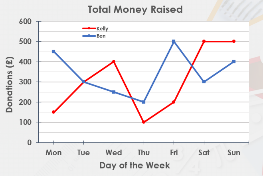 Total Money Raised
Kelly
Ben
600
500
400
300
200
100
0
Donations (£)
Mon Tue Wed Thu Fri Sat Sun
Day of the Week